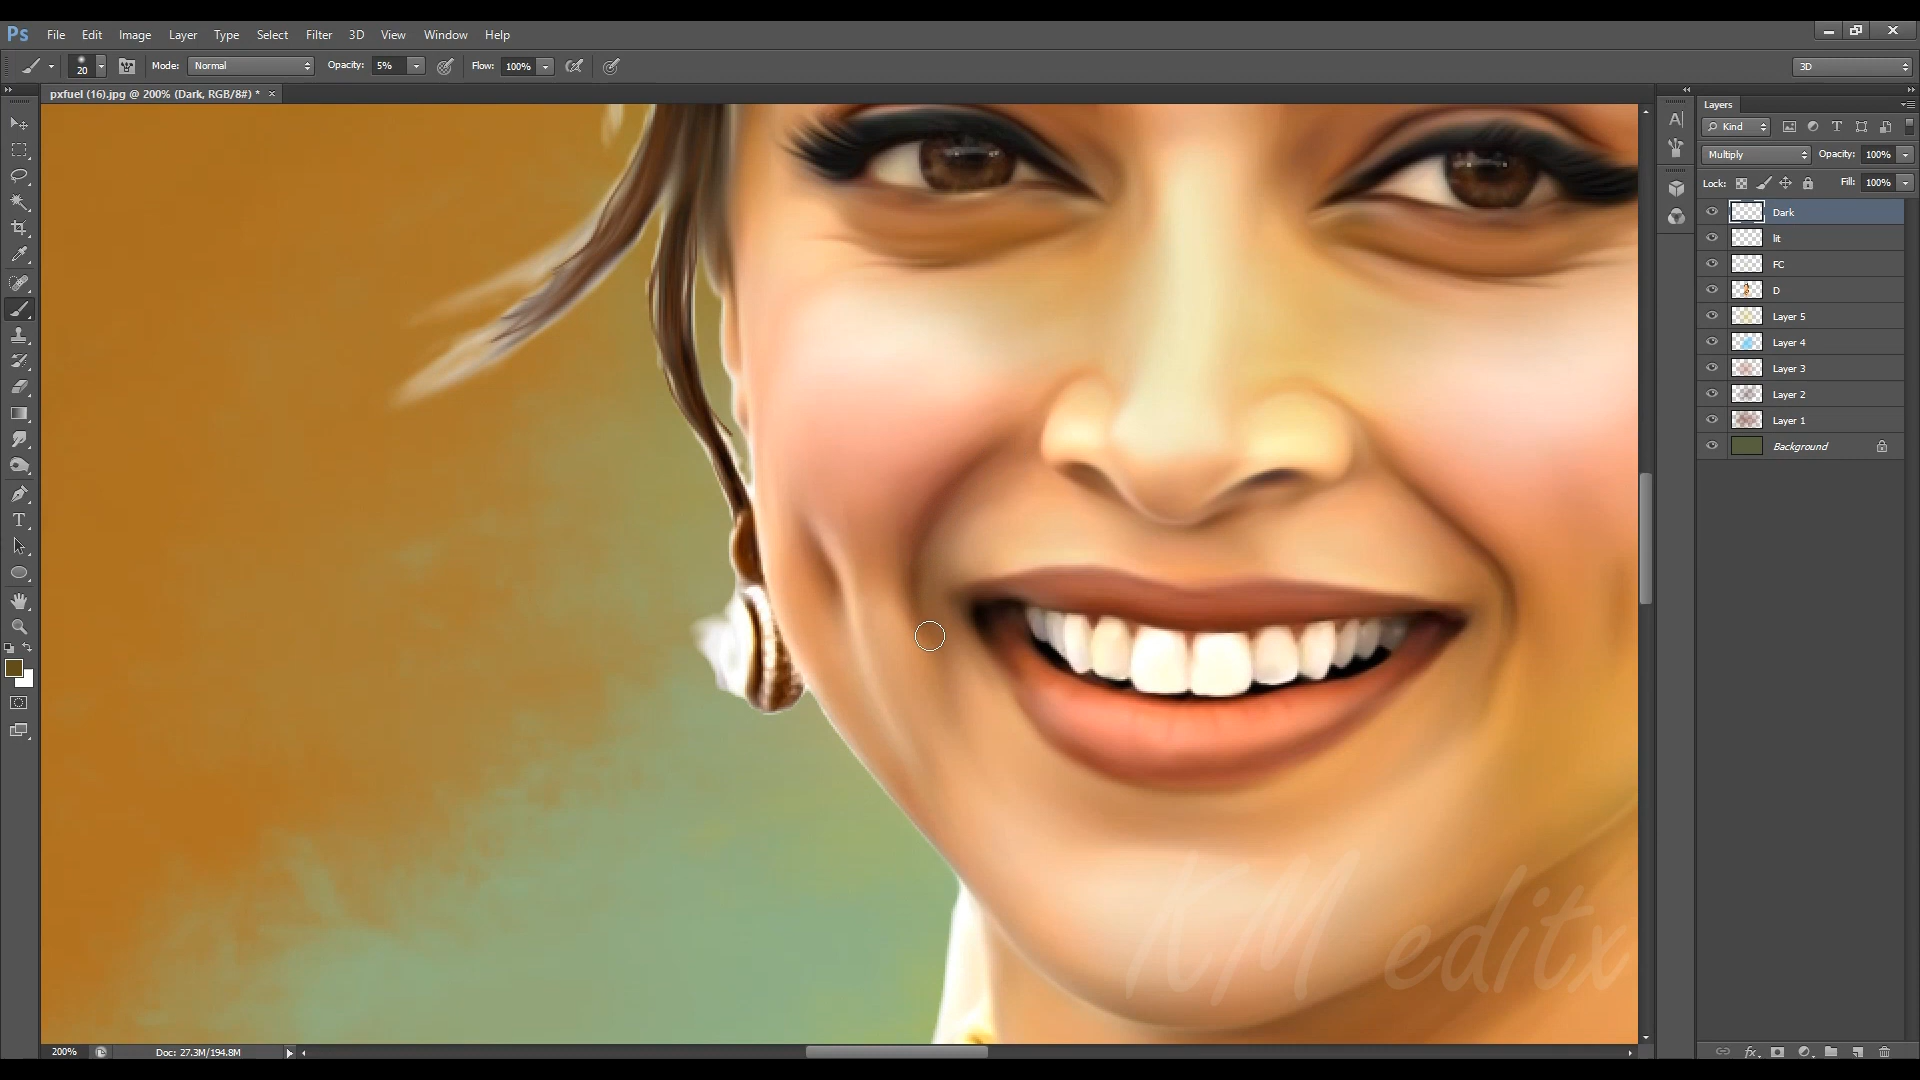 Ps File Edit Image Layer Type Select Filter 3D View Window Help
20 Mode: Normal Opacity: 5% Flow: 100% 3D
pxfuel (16).jpg @ 200% (Dark, RGB/8#) * ×
Layers
Kind
Multiply Opacity: 100%
Lock: Fill: 100%
Dark
lit
FC
D
Layer 5
Layer 4
Layer 3
Layer 2
Layer 1
Background
KM editx
200% Doc: 27.3M/194.8M